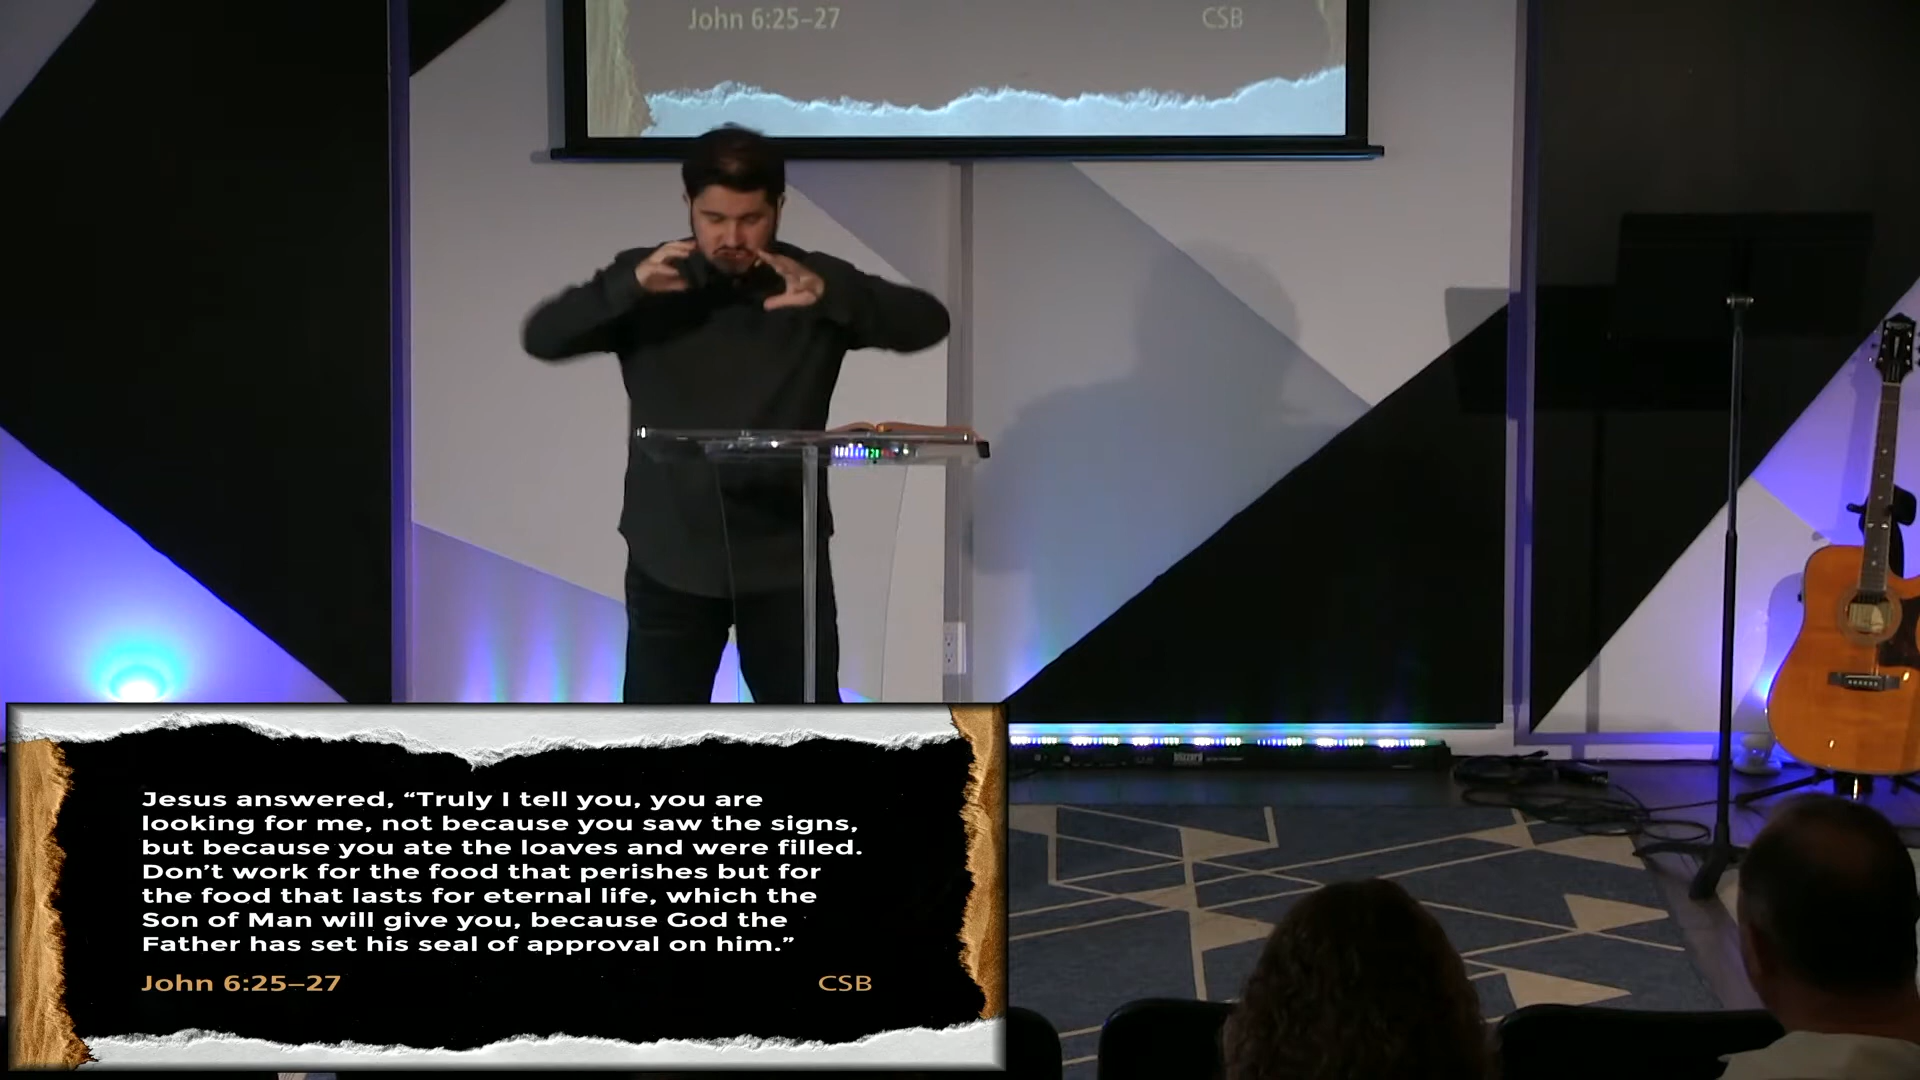 John 6:25–27 CSB
Jesus answered, “Truly I tell you, you are
looking for me, not because you saw the signs,
but because you ate the loaves and were filled.
Don’t work for the food that perishes but for
the food that lasts for eternal life, which the
Son of Man will give you, because God the
Father has set his seal of approval on him.”
John 6:25–27 CSB